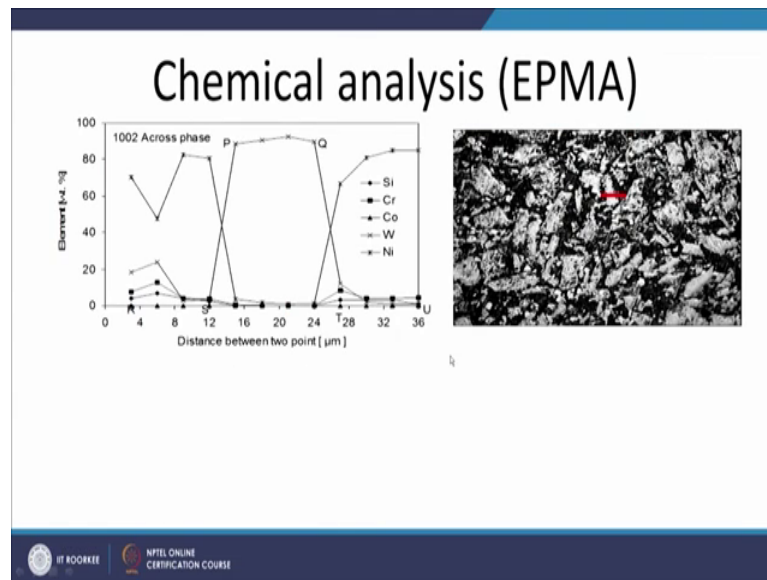 Chemical analysis (EPMA)
100
80
60
40
20
0
Element [wt. %]
1002 Across phase
P
Q
R
S
T
U
Si
Cr
Co
W
Ni
0 4 8 12 16 20 24 28 32 36
Distance between two point [ µm ]
IIT ROORKEE
NPTEL ONLINE
CERTIFICATION COURSE